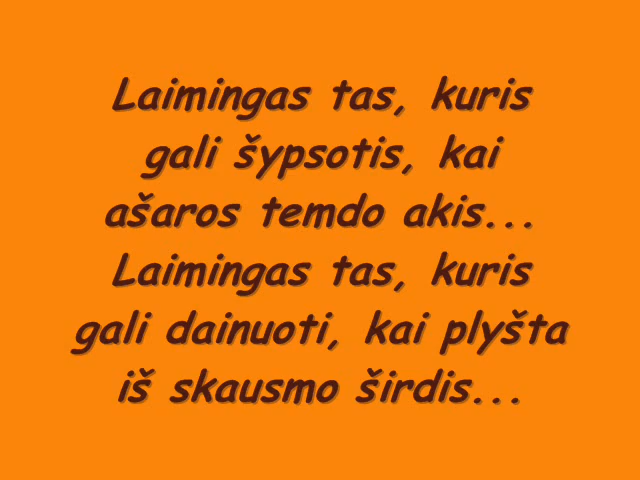 Laimingas tas, kuris
gali šypsotis, kai
ašaros temdo akis...
Laimingas tas, kuris
gali dainuoti, kai plyšta
iš skausmo širdis...